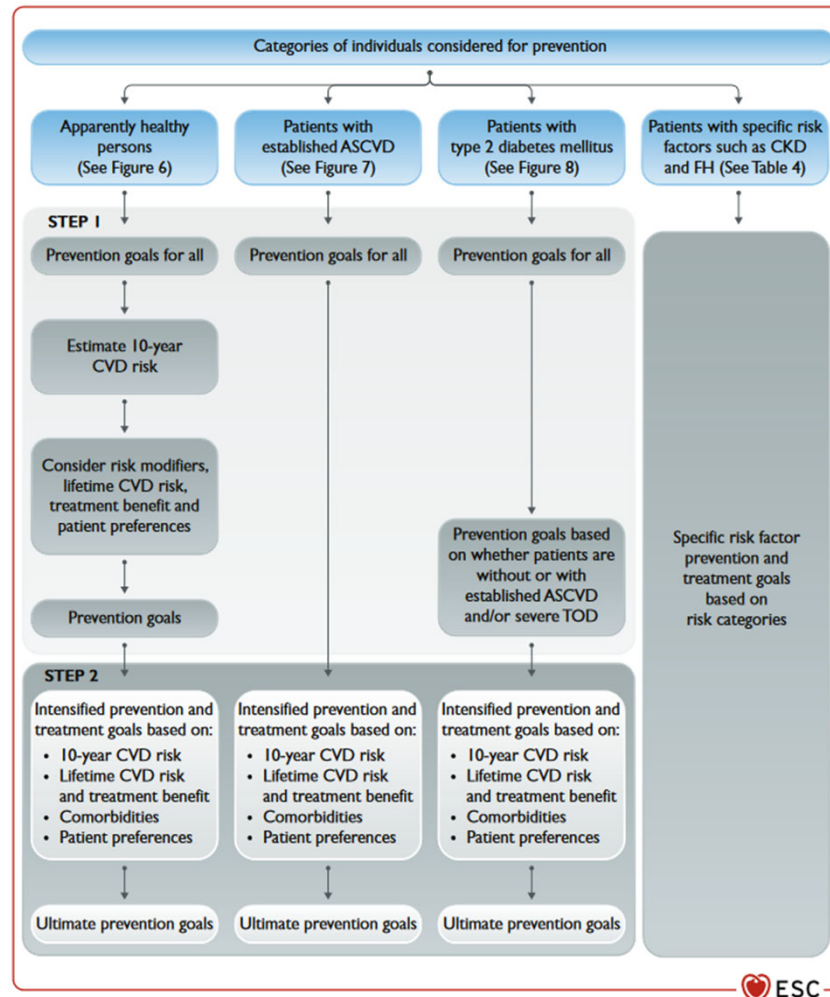 Categories of individuals considered for prevention
Apparently healthy
persons
(See Figure 6)
Patients with
established ASCVD
(See Figure 7)
Patients with
type 2 diabetes mellitus
(See Figure 8)
Patients with specific risk
factors such as CKD
and FH (See Table 4)
STEP 1
Prevention goals for all
Prevention goals for all
Prevention goals for all
Estimate 10-year
CVD risk
Consider risk modifiers,
lifetime CVD risk,
treatment benefit and
patient preferences
Prevention goals
Prevention goals based
on whether patients are
without or with
established ASCVD
and/or severe TOD
Specific risk factor
prevention and
treatment goals
based on
risk categories
STEP 2
Intensified prevention and
treatment goals based on:
• 10-year CVD risk
• Lifetime CVD risk
and treatment benefit
• Comorbidities
• Patient preferences
Intensified prevention and
treatment goals based on:
• 10-year CVD risk
• Lifetime CVD risk
and treatment benefit
• Comorbidities
• Patient preferences
Intensified prevention and
treatment goals based on:
• 10-year CVD risk
• Lifetime CVD risk
and treatment benefit
• Comorbidities
• Patient preferences
Ultimate prevention goals
Ultimate prevention goals
Ultimate prevention goals
ESC